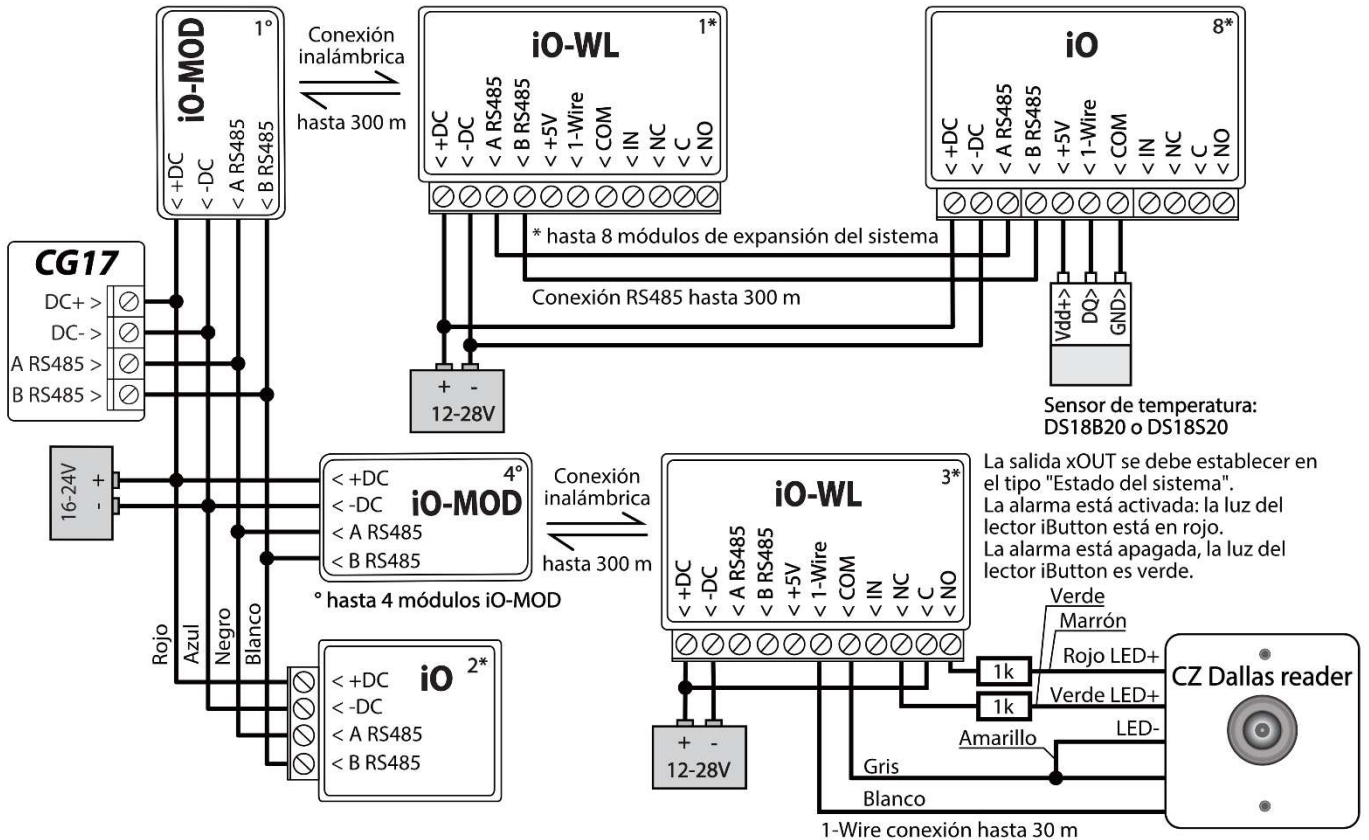 iO-MOD
1°
< +DC
< -DC
< A RS485
< B RS485
Conexión
inalámbrica
hasta 300 m
iO-WL
1*
< +DC
< -DC
< A RS485
< B RS485
< +5V
< 1-Wire
< COM
< IN
< NC
< C
< NO
iO
8*
< +DC
< -DC
< A RS485
< B RS485
< +5V
< 1-Wire
< COM
< IN
< NC
< C
< NO
* hasta 8 módulos de expansión del sistema
Conexión RS485 hasta 300 m
+ -
12-28V
Vdd+>
DQ>
GND>
Sensor de temperatura:
DS18B20 o DS18S20
CG17
DC+ >
DC- >
A RS485 >
B RS485 >
16-24V
+
-
4°
iO-MOD
< +DC
< -DC
< A RS485
< B RS485
° hasta 4 módulos iO-MOD
Conexión
inalámbrica
hasta 300 m
Rojo
Azul
Negro
Blanco
iO 2*
< +DC
< -DC
< A RS485
< B RS485
iO-WL
3*
< +DC
< -DC
< A RS485
< B RS485
< +5V
< 1-Wire
< COM
< IN
< NC
< C
< NO
+ -
12-28V
La salida xOUT se debe establecer en
el tipo "Estado del sistema".
La alarma está activada: la luz del
lector iButton está en rojo.
La alarma está apagada, la luz del
lector iButton es verde.
Verde
Marrón
1k
Rojo LED+
1k
Verde LED+
LED-
Amarillo
Gris
Blanco
CZ Dallas reader
1-Wire conexión hasta 30 m